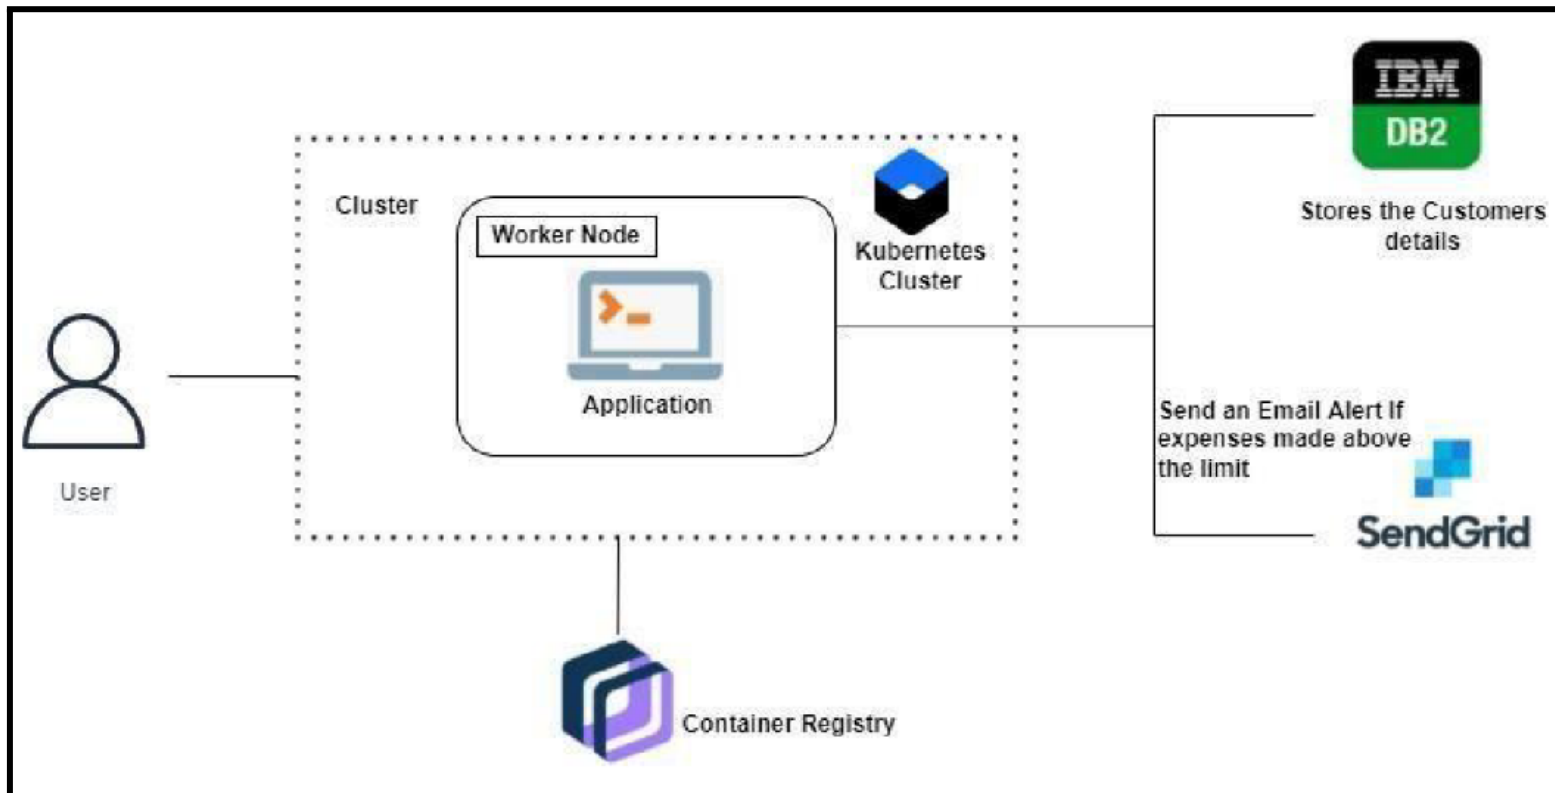 IBM
DB2
Stores the Customers
details
Cluster
Worker Node
Kubernetes
Cluster
Application
User
Send an Email Alert If
expenses made above
the limit
SendGrid
Container Registry